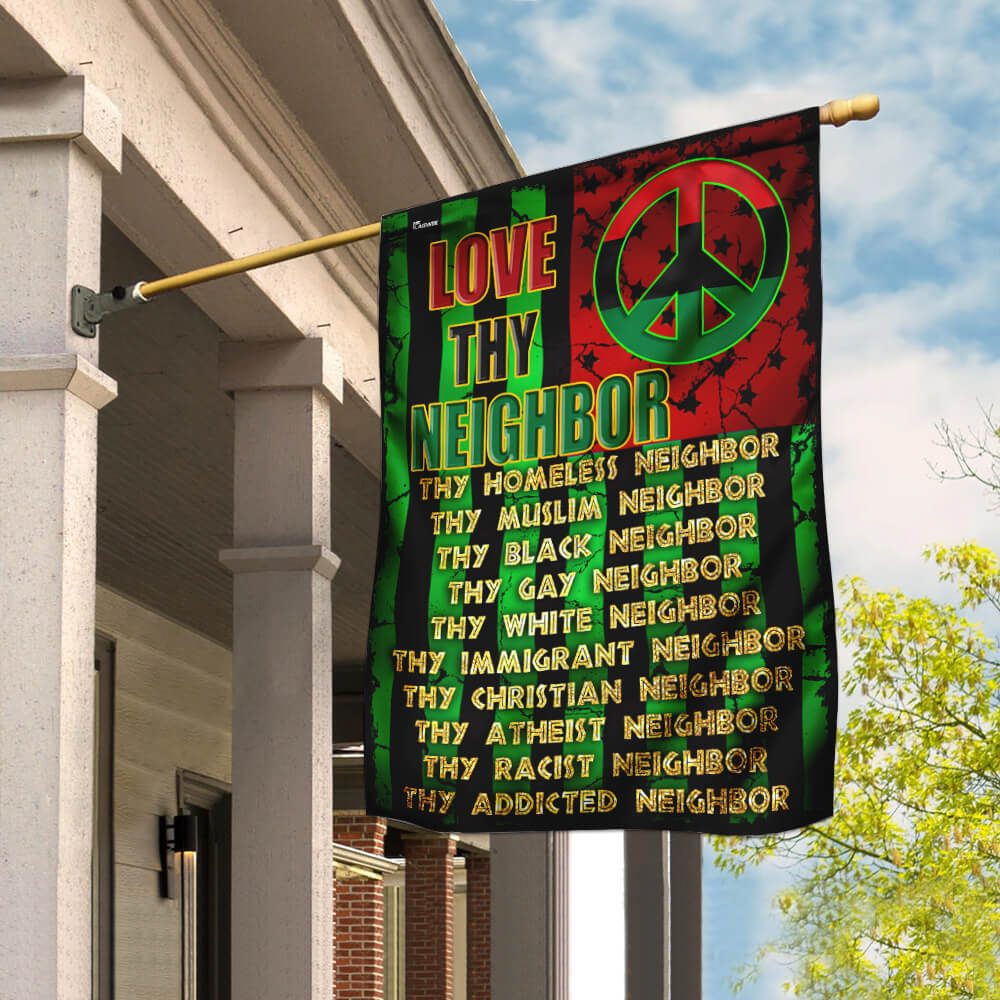 LOVE
THY
NEIGHBOR
THY HOMELESS NEIGHBOR
THY MUSLIM NEIGHBOR
THY BLACK NEIGHBOR
THY GAY NEIGHBOR
THY WHITE NEIGHBOR
THY IMMIGRANT NEIGHBOR
THY CHRISTIAN NEIGHBOR
THY ATHEIST NEIGHBOR
THY RACIST NEIGHBOR
THY ADDICTED NEIGHBOR